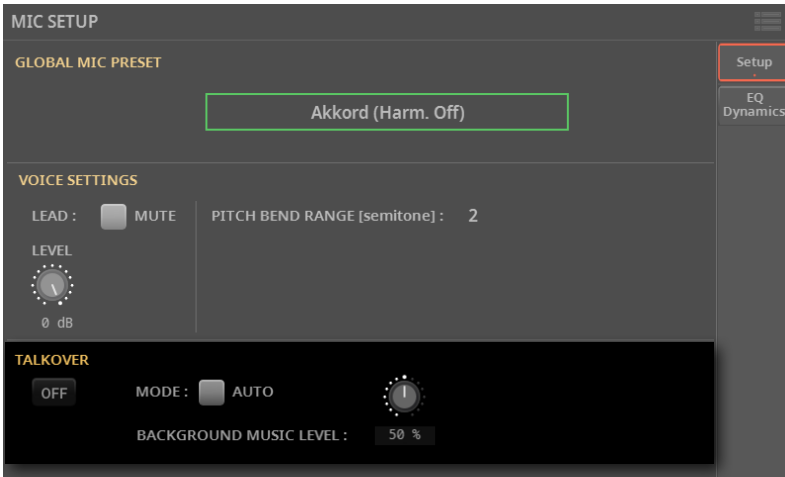 MIC SETUP
GLOBAL MIC PRESET
Akkord (Harm. Off)
Setup
EQ
Dynamics
VOICE SETTINGS
LEAD : MUTE PITCH BEND RANGE [semitone] : 2
LEVEL
0 dB
TALKOVER
OFF MODE : AUTO
BACKGROUND MUSIC LEVEL : 50 %